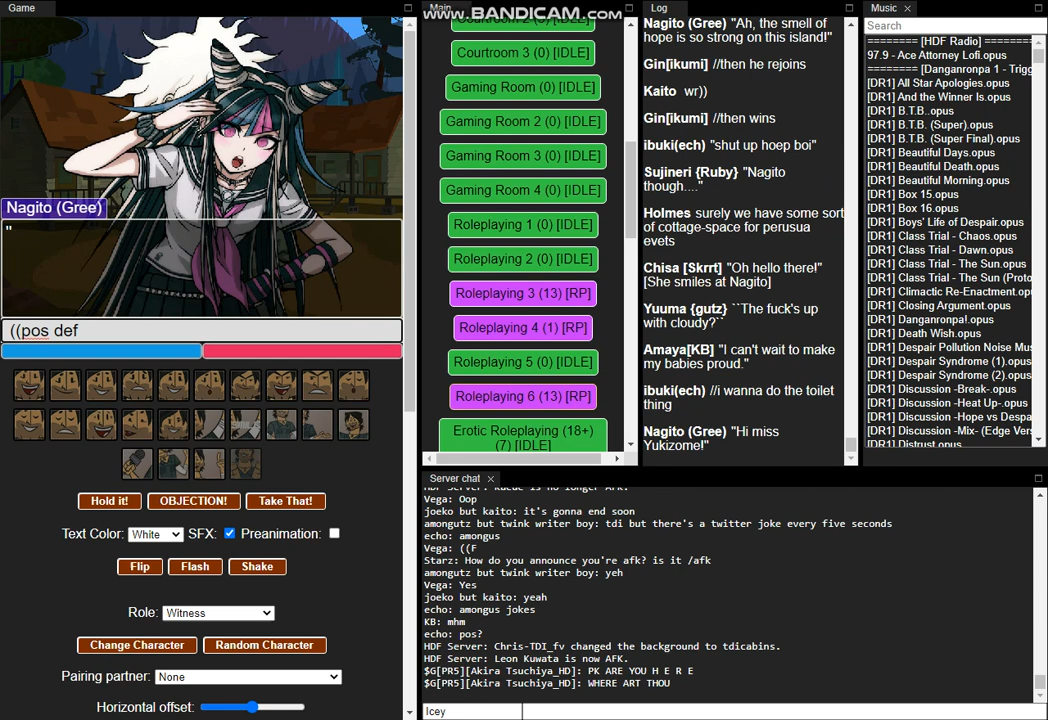 Game
Nagito (Gree)
"
((pos def
Hold it!
OBJECTION!
Take That!
Text Color: White SFX: Preanimation:
Flip
Flash
Shake
Role: Witness
Change Character
Random Character
Pairing partner: None
Horizontal offset:
www.BANDICAM.com
Courtroom 3 (0) [IDLE]
Gaming Room (0) [IDLE]
Gaming Room 2 (0) [IDLE]
Gaming Room 3 (0) [IDLE]
Gaming Room 4 (0) [IDLE]
Roleplaying 1 (0) [IDLE]
Roleplaying 2 (0) [IDLE]
Roleplaying 3 (13) [RP]
Roleplaying 4 (1) [RP]
Roleplaying 5 (0) [IDLE]
Roleplaying 6 (13) [RP]
Erotic Roleplaying (18+)
(7) [IDLE]
Log
Nagito (Gree) "Ah, the smell of
hope is so strong on this island!"
Gin[ikumi] //then he rejoins
Kaito wr))
Gin[ikumi] //then wins
ibuki(ech) "shut up hoep boi"
Sujineri {Ruby} "Nagito
though...."
Holmes surely we have some sort
of cottage-space for perusua
evets
Chisa [Skrrt] "Oh hello there!"
[She smiles at Nagito]
Yuuma {gutz} ``The fuck's up
with cloudy?``
Amaya[KB] "I can't wait to make
my babies proud."
ibuki(ech) //i wanna do the toilet
thing
Nagito (Gree) "Hi miss
Yukizome!"
Music
Search
======== [HDF Radio] ========
97.9 - Ace Attorney Lofi.opus
======== [Danganronpa 1 - Trigg
[DR1] All Star Apologies.opus
[DR1] And the Winner Is.opus
[DR1] B.T.B..opus
[DR1] B.T.B. (Super).opus
[DR1] B.T.B. (Super Final).opus
[DR1] Beautiful Days.opus
[DR1] Beautiful Death.opus
[DR1] Beautiful Morning.opus
[DR1] Box 15.opus
[DR1] Box 16.opus
[DR1] Boys' Life of Despair.opus
[DR1] Class Trial - Chaos.opus
[DR1] Class Trial - Dawn.opus
[DR1] Class Trial - The Sun.opus
[DR1] Class Trial - The Sun (Proto
[DR1] Climactic Re-Enactment.opu
[DR1] Closing Argument.opus
[DR1] Danganronpa!.opus
[DR1] Death Wish.opus
[DR1] Despair Pollution Noise Mus
[DR1] Despair Syndrome (1).opus
[DR1] Despair Syndrome (2).opus
[DR1] Discussion -Break-.opus
[DR1] Discussion -Heat Up-.opus
[DR1] Discussion -Hope vs Despa
[DR1] Discussion -Mix- (Edge Vers
[DR1] Distrust.opus
Server chat
Vega: Oop
joeko but kaito: it's gonna end soon
amongutz but twink writer boy: tdi but there's a twitter joke every five seconds
echo: amongus
Vega: ((F
Starz: How do you announce you're afk? is it /afk
amongutz but twink writer boy: yeh
Vega: Yes
joeko but kaito: yeah
echo: amongus jokes
KB: mhm
echo: pos?
HDF Server: Chris-TDI_fv changed the background to tdicabins.
HDF Server: Leon Kuwata is now AFK.
$G[PR5][Akira Tsuchiya_HD]: PK ARE YOU H E R E
$G[PR5][Akira Tsuchiya_HD]: WHERE ART THOU
Icey